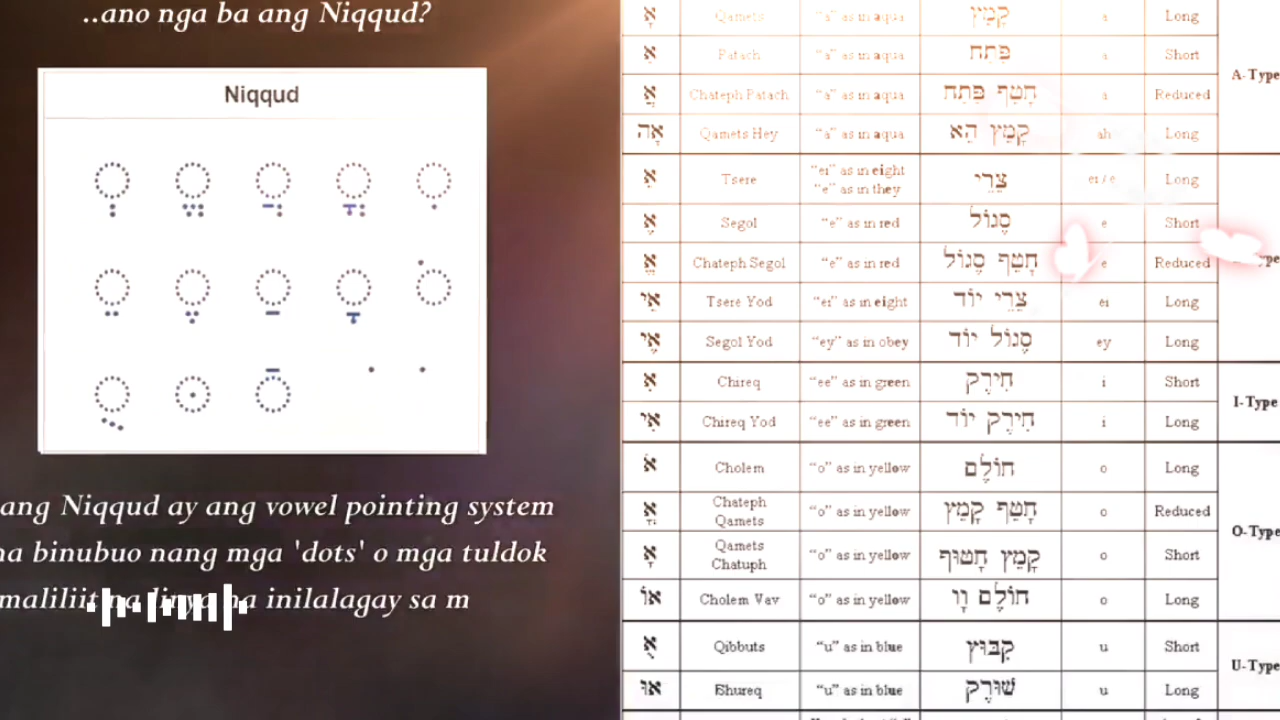 ..ano nga ba ang Niqqud?
Niqqud
ang Niqqud ay ang vowel pointing system
na binubuo nang mga 'dots' o mga tuldok
maliliit na linya na inilalagay sa m
אָ Qamets "a" as in aqua קָמֶץ a Long
אַ Patach "a" as in aqua פַּתַח a Short
אֲ Chateph Patach "a" as in aqua חֲטַף פַּתַח a Reduced
אָה Qamets Hey "a" as in aqua קָמֶץ הֵא ah Long
A-Type
אֵ Tsere "ei" as in eight "e" as in they צֵרֵי ei / e Long
אֶ Segol "e" as in red סֶגוֹל e Short
אֱ Chateph Segol "e" as in red חֲטַף סֶגוֹל e Reduced
אֵי Tsere Yod "ei" as in eight צֵרֵי יוֹד ei Long
אֶי Segol Yod "ey" as in obey סֶגוֹל יוֹד ey Long
אִ Chireq "ee" as in green חִירֶק i Short
אִי Chireq Yod "ee" as in green חִירֶק יוֹד i Long
I-Type
אֹ Cholem "o" as in yellow חוֹלֶם o Long
אֳ Chateph Qamets "o" as in yellow חֲטַף קָמֶץ o Reduced
אָ Qamets Chatuph "o" as in yellow קָמֶץ חָטוּף o Short
אוֹ Cholem Vav "o" as in yellow חוֹלֶם וָו o Long
O-Type
אֻ Qibbuts "u" as in blue קִבּוּץ u Short
אוּ Shureq "u" as in blue שׁוּרֶק u Long
U-Type